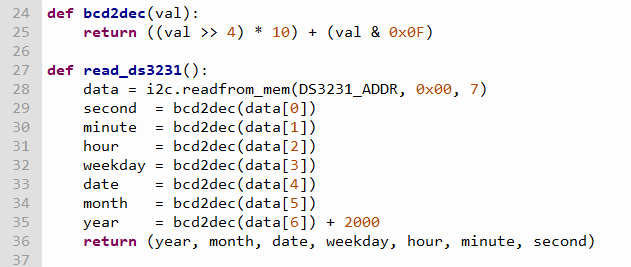 24 def bcd2dec(val):
25     return ((val >> 4) * 10) + (val & 0x0F)
26
27 def read_ds3231():
28     data = i2c.readfrom_mem(DS3231_ADDR, 0x00, 7)
29     second  = bcd2dec(data[0])
30     minute  = bcd2dec(data[1])
31     hour    = bcd2dec(data[2])
32     weekday = bcd2dec(data[3])
33     date    = bcd2dec(data[4])
34     month   = bcd2dec(data[5])
35     year    = bcd2dec(data[6]) + 2000
36     return (year, month, date, weekday, hour, minute, second)
37